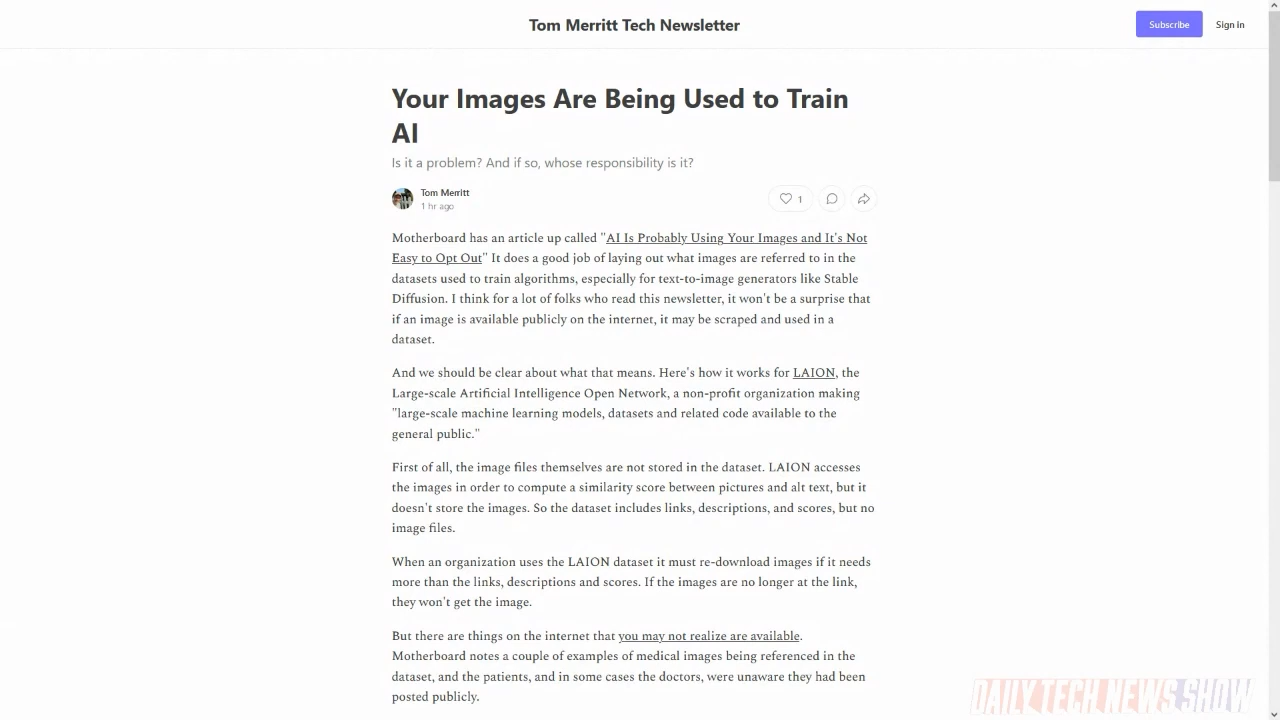 Tom Merritt Tech Newsletter
Subscribe
Sign in
Your Images Are Being Used to Train
AI
Is it a problem? And if so, whose responsibility is it?
Tom Merritt
1 hr ago
1
Motherboard has an article up called "AI Is Probably Using Your Images and It's Not
Easy to Opt Out" It does a good job of laying out what images are referred to in the
datasets used to train algorithms, especially for text-to-image generators like Stable
Diffusion. I think for a lot of folks who read this newsletter, it won't be a surprise that
if an image is available publicly on the internet, it may be scraped and used in a
dataset.
And we should be clear about what that means. Here's how it works for LAION, the
Large-scale Artificial Intelligence Open Network, a non-profit organization making
"large-scale machine learning models, datasets and related code available to the
general public."
First of all, the image files themselves are not stored in the dataset. LAION accesses
the images in order to compute a similarity score between pictures and alt text, but it
doesn't store the images. So the dataset includes links, descriptions, and scores, but no
image files.
When an organization uses the LAION dataset it must re-download images if it needs
more than the links, descriptions and scores. If the images are no longer at the link,
they won't get the image.
But there are things on the internet that you may not realize are available.
Motherboard notes a couple of examples of medical images being referenced in the
dataset, and the patients, and in some cases the doctors, were unaware they had been
posted publicly.
DAILY TECH NEWS SHOW